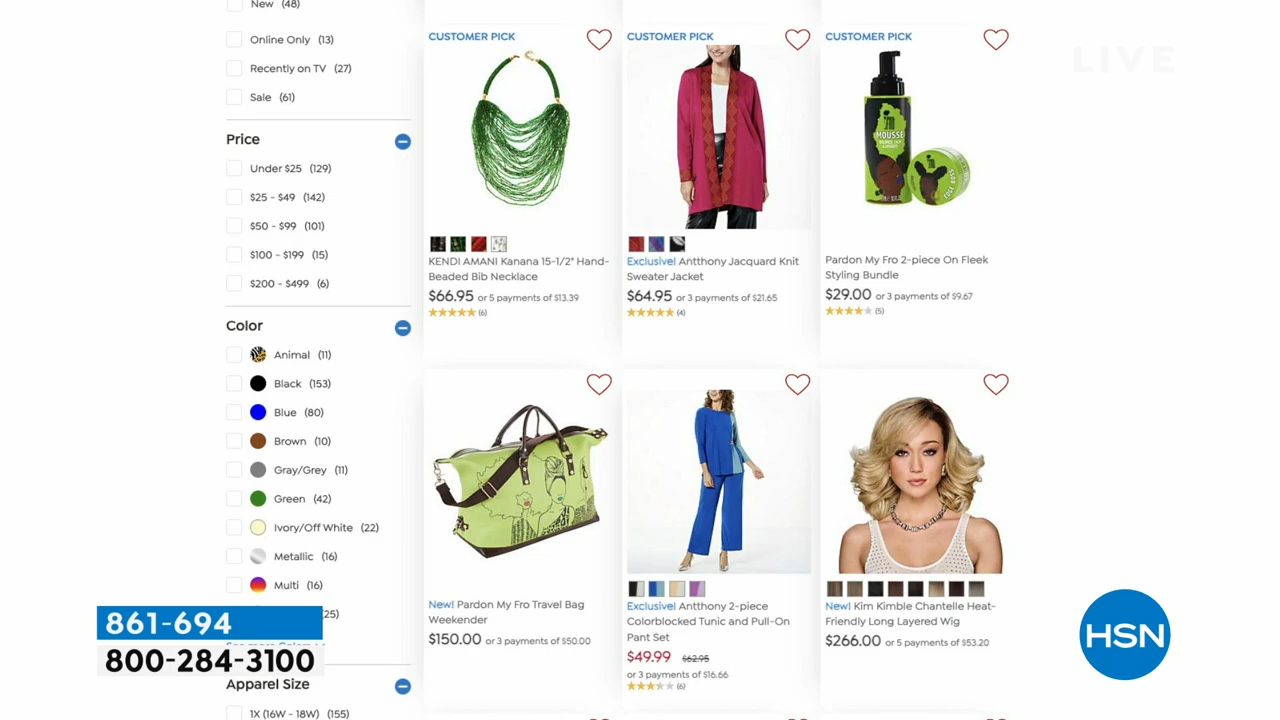 New (48)
Online Only (13)
Recently on TV (27)
Sale (61)
Price
Under $25 (129)
$25 - $49 (142)
$50 - $99 (101)
$100 - $199 (15)
$200 - $499 (6)
Color
Animal (11)
Black (153)
Blue (80)
Brown (10)
Gray/Grey (11)
Green (42)
Ivory/Off White (22)
Metallic (16)
Multi (16)
(25)
Apparel Size
1X (16W - 18W) (155)
CUSTOMER PICK
KENDI AMANI Kanana 15-1/2" Hand-
Beaded Bib Necklace
$66.95 or 5 payments of $13.39
(6)
CUSTOMER PICK
Exclusive! Antthony Jacquard Knit
Sweater Jacket
$64.95 or 3 payments of $21.65
(4)
CUSTOMER PICK
MOUSSE
Pardon My Fro 2-piece On Fleek
Styling Bundle
$29.00 or 3 payments of $9.67
(5)
New! Pardon My Fro Travel Bag
Weekender
$150.00 or 3 payments of $50.00
Exclusive! Antthony 2-piece
Colorblocked Tunic and Pull-On
Pant Set
$49.99 $62.95
or 3 payments of $16.66
(6)
New! Kim Kimble Chantelle Heat-
Friendly Long Layered Wig
$266.00 or 5 payments of $53.20
LIVE
861-694
800-284-3100
HSN